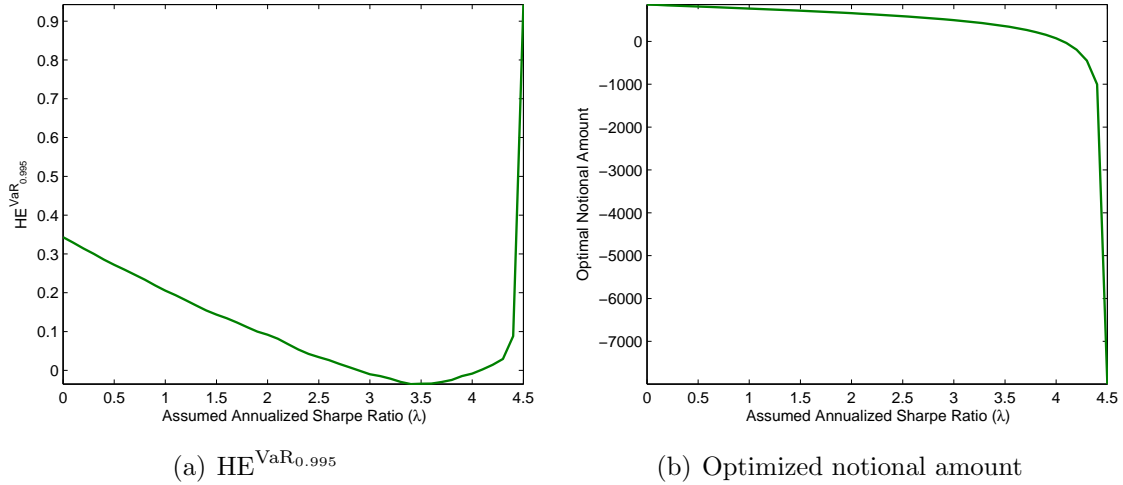 0.9
0.8
0.7
0.6
0.5
0.4
0.3
0.2
0.1
0
HE^VaR_0.995
0 0.5 1 1.5 2 2.5 3 3.5 4 4.5
Assumed Annualized Sharpe Ratio (λ)
(a) HE^VaR_0.995
0
−1000
−2000
−3000
−4000
−5000
−6000
−7000
Optimal Notional Amount
0 0.5 1 1.5 2 2.5 3 3.5 4 4.5
Assumed Annualized Sharpe Ratio (λ)
(b) Optimized notional amount